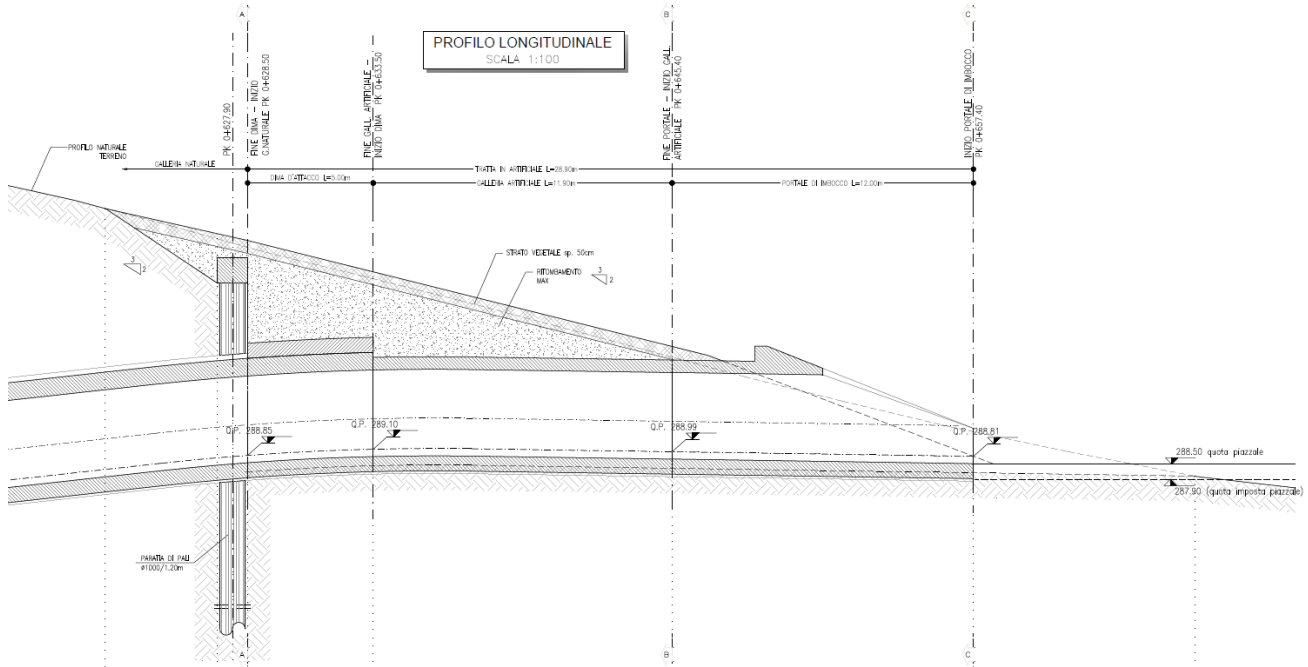 A
B
C
PROFILO LONGITUDINALE
SCALA 1:100
PK 0+627.90
FINE DIMA - INIZIO
G.NATURALE PK 0+628.50
FINE GALL. ARTIFICIALE -
INIZIO DIMA PK 0+633.50
FINE PORTALE - INIZIO GALL.
ARTIFICIALE PK 0+645.40
INIZIO PORTALE DI IMBOCCO
PK 0+657.40
PROFILO NATURALE
TERRENO
GALLERIA NATURALE
TRATTA IN ARTIFICIALE L=28.90m
DIMA D'ATTACCO L=5.00m
GALLERIA ARTIFICIALE L=11.90m
PORTALE DI IMBOCCO L=12.00m
STRATO VEGETALE sp. 50cm
RITOMBAMENTO
MAX
3
2
3
2
Q.P. 288.85
Q.P. 289.10
Q.P. 288.99
Q.P. 288.81
288.50 quota piazzale
287.90 (quota imposta piazzale)
PARATIA DI PALI
ø1000/1.20m
A
B
C